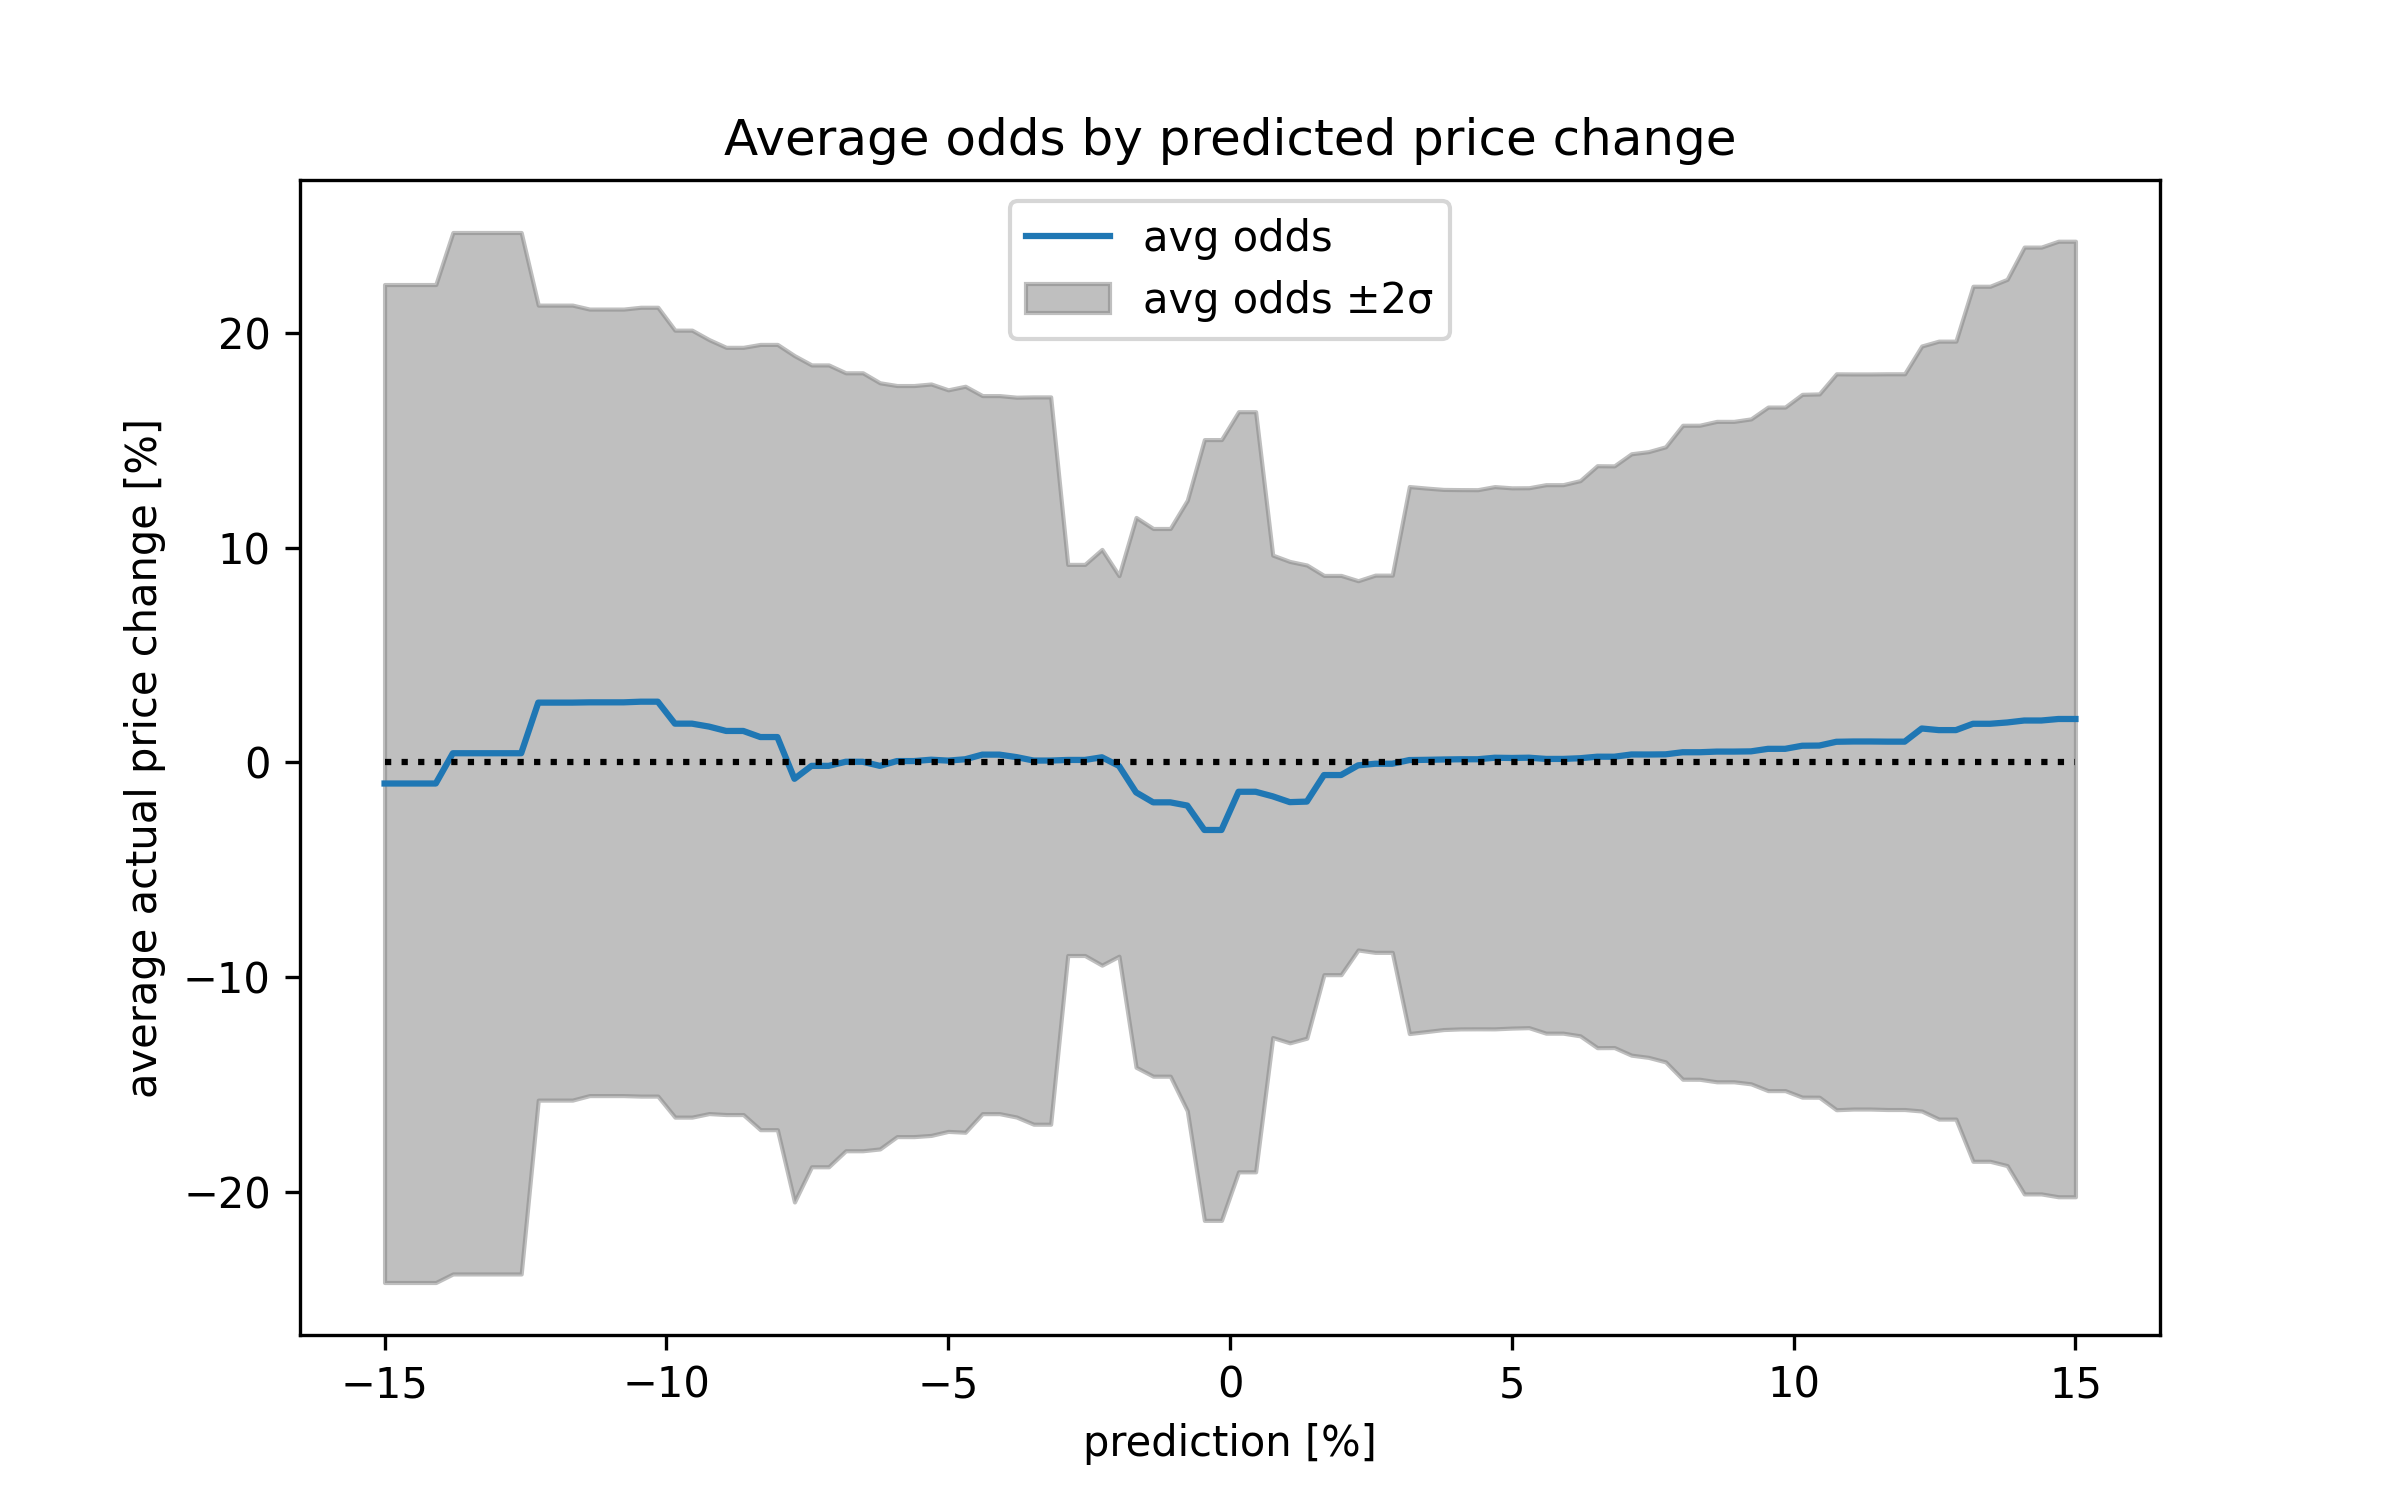 Average odds by predicted price change
avg odds
avg odds ±2σ
average actual price change [%]
20
10
0
−10
−20
−15
−10
−5
0
5
10
15
prediction [%]